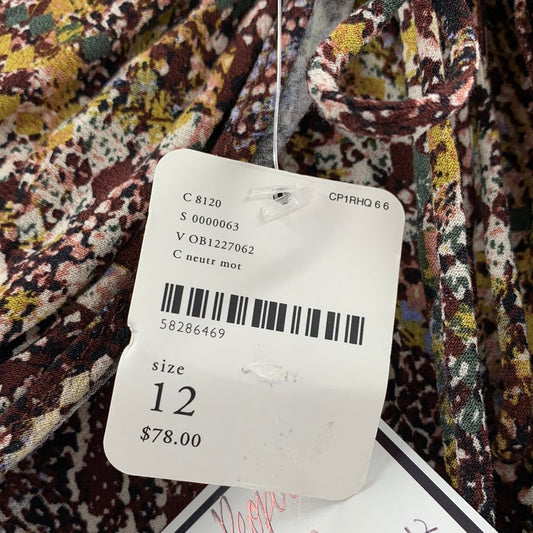 CP1RHQ 6 6
C 8120
S 0000063
V OB1227062
C neutr mot
58286469
size
12
$78.00